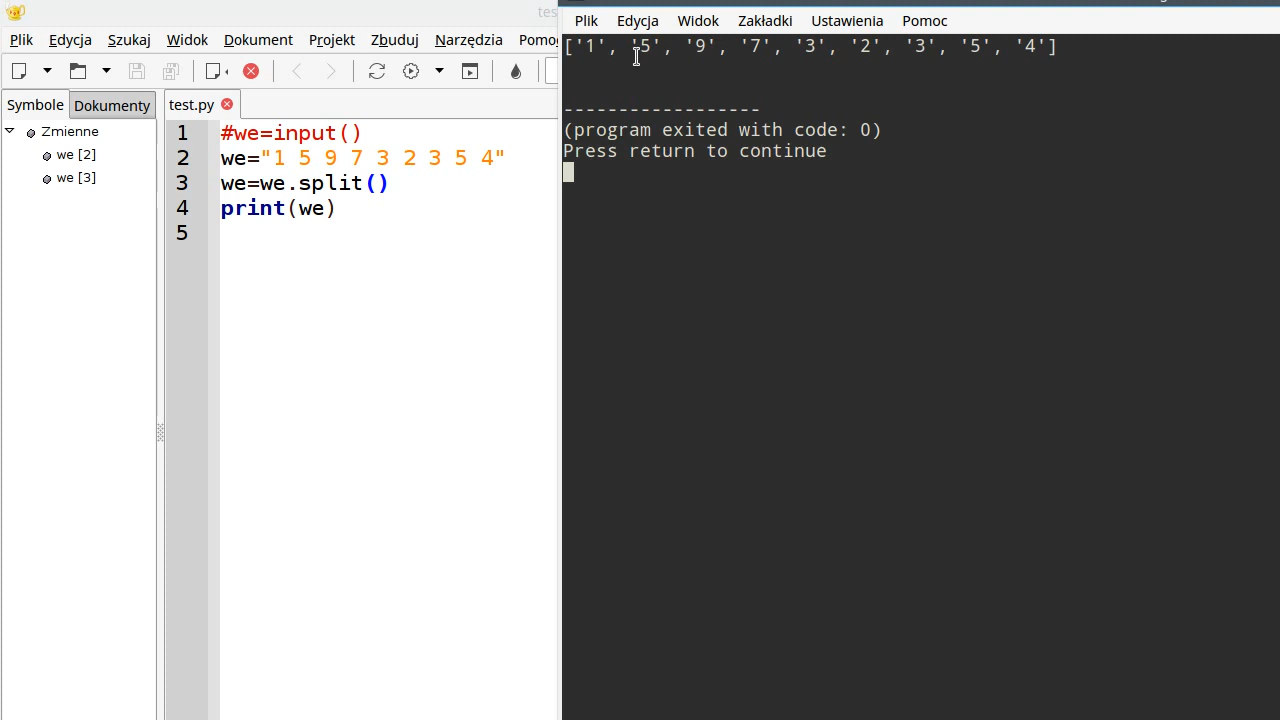 tes
Plik Edycja Szukaj Widok Dokument Projekt Zbuduj Narzędzia
Symbole Dokumenty
Zmienne
we [2]
we [3]
test.py
1 #we=input()
2 we="1 5 9 7 3 2 3 5 4"
3 we=we.split()
4 print(we)
5
Plik Edycja Widok Zakładki Ustawienia Pomoc
['1', '5', '9', '7', '3', '2', '3', '5', '4']
------------------
(program exited with code: 0)
Press return to continue